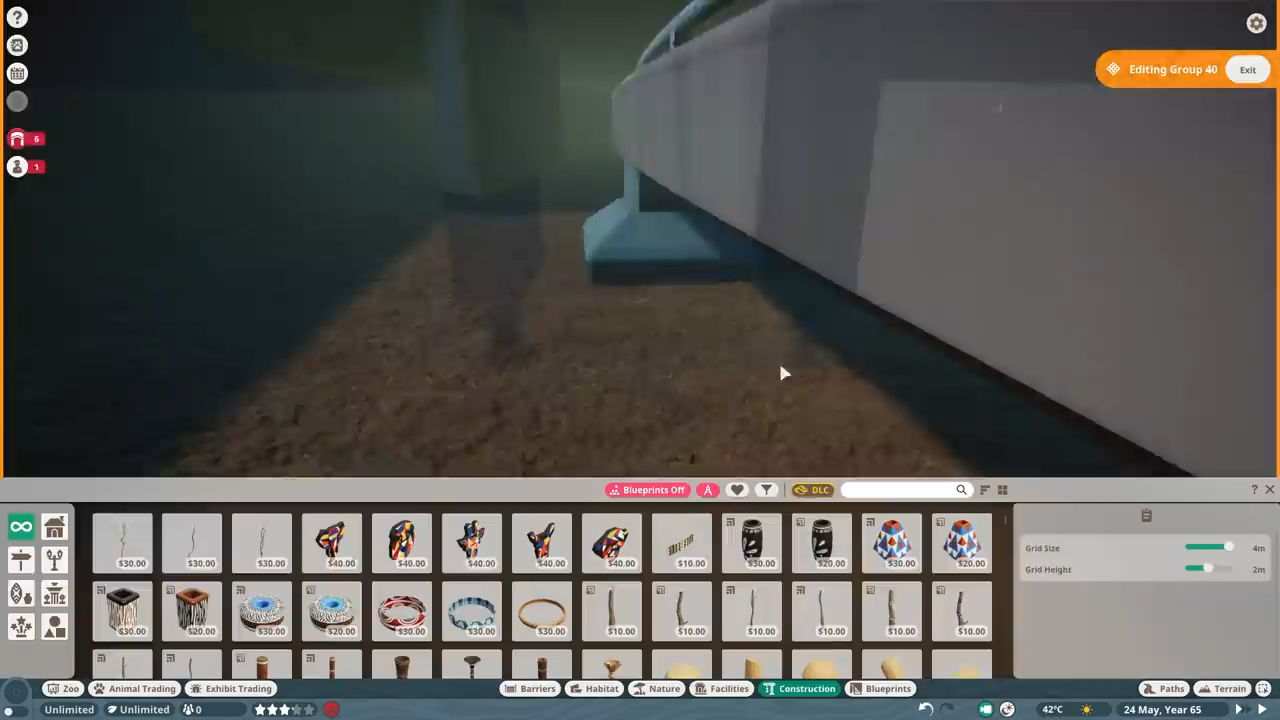 ?
Editing Group 40
Exit
6
1
Blueprints Off
A
DLC
?
$30.00 $30.00 $30.00 $40.00 $40.00 $40.00 $40.00 $40.00 $10.00 $30.00 $20.00 $30.00 $20.00
Grid Size 4m
Grid Height 2m
$30.00 $20.00 $30.00 $20.00 $30.00 $30.00 $30.00 $10.00 $10.00 $10.00 $10.00 $10.00 $10.00
Zoo Animal Trading Exhibit Trading Barriers Habitat Nature Facilities Construction Blueprints Paths Terrain
Unlimited Unlimited 0 42°C 24 May, Year 65